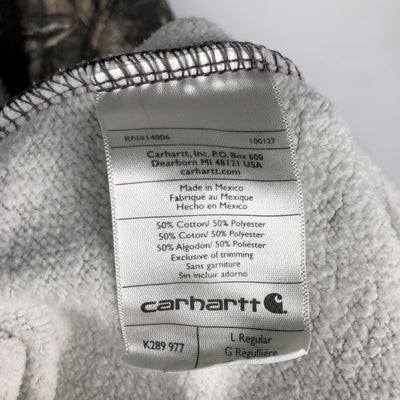 RN#14806 100127
Carhartt, Inc. P.O. Box 600
Dearborn MI 48121 USA
carhartt.com
Made in Mexico
Fabriqué au Mexique
Hecho en México
50% Cotton/ 50% Polyester
50% Coton/ 50% Polyester
50% Algodón/ 50% Poliéster
Exclusive of trimming
Sans garniture
Sin incluir adorno
carhartt
K289 977
L Regular
G Régulière